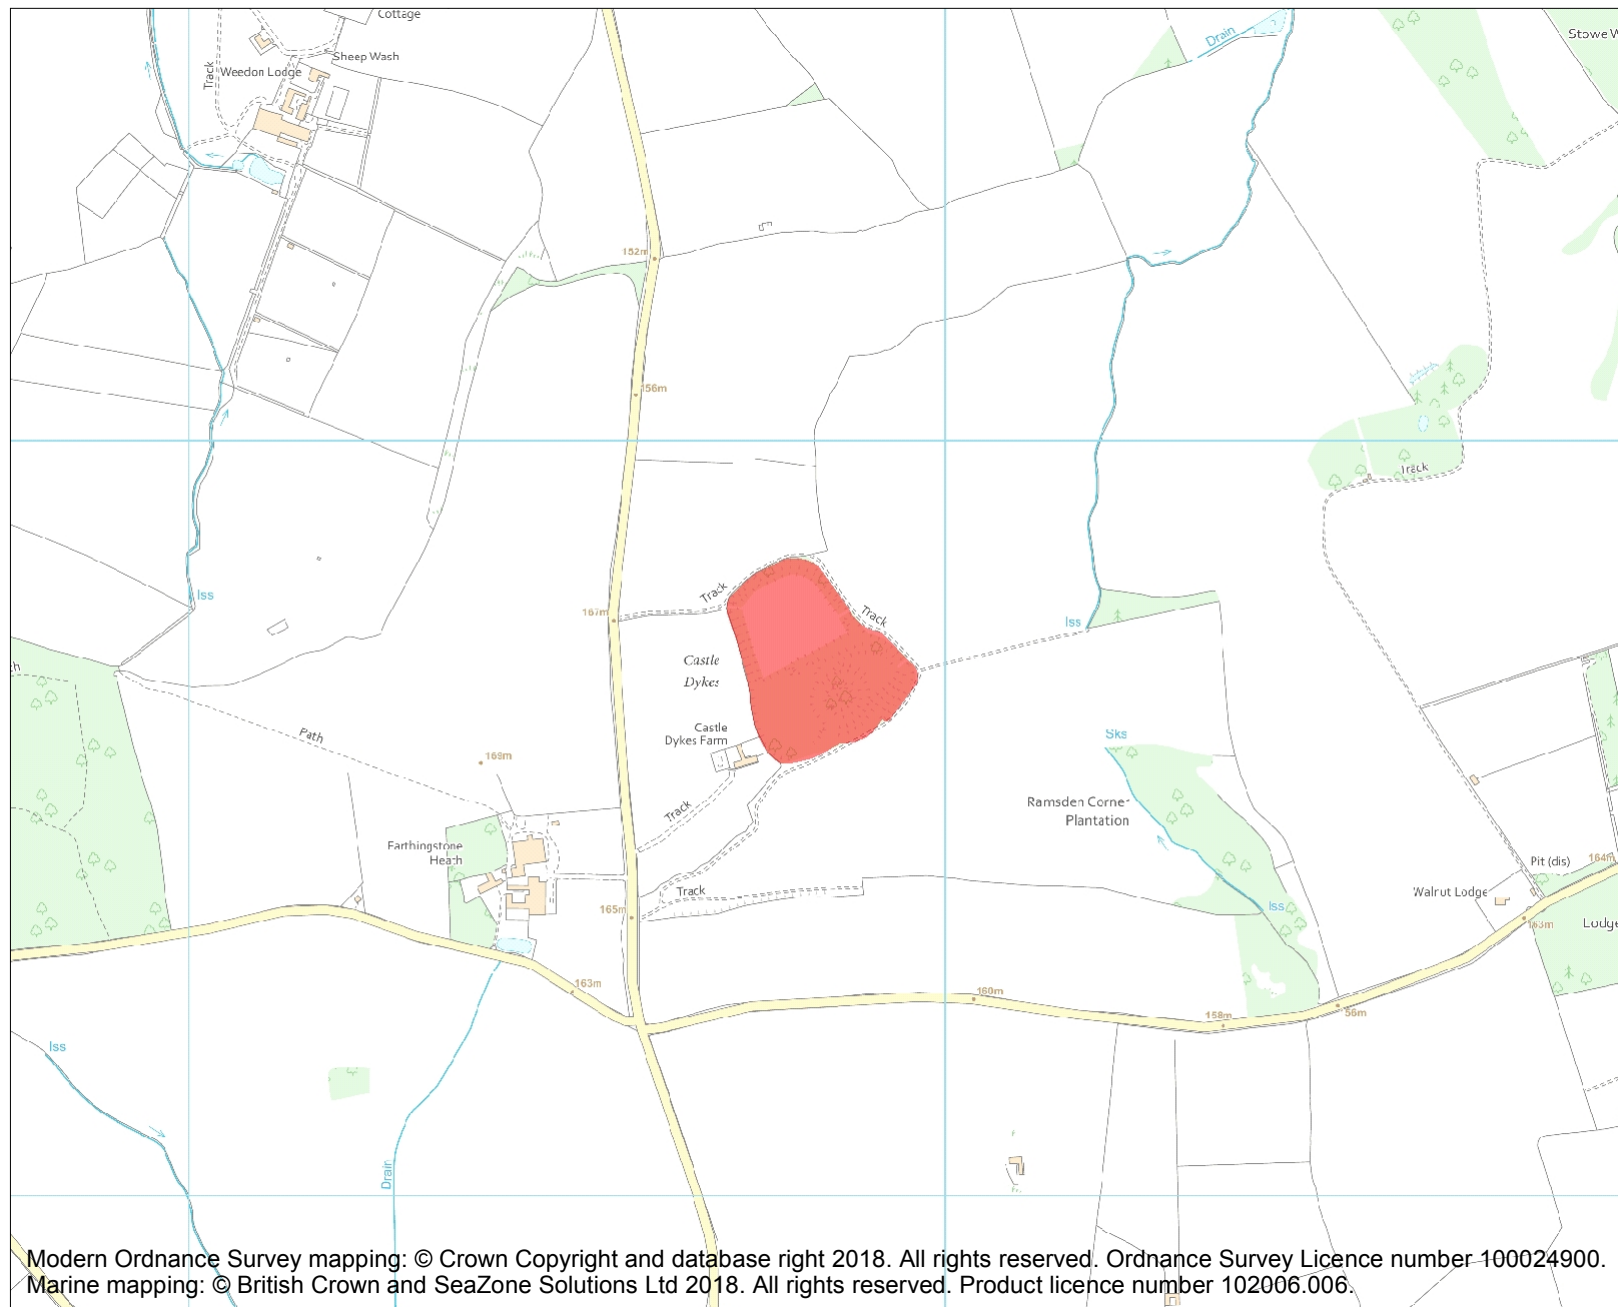 Cottage
Drain
Stowe W
Sheep Wash
Track
Weedon Lodge
152m
56m
Track
Iss
Track
167m
Track
Iss
Castle
Dykes
Castle
Dykes Farm
Path
169m
Sks
Ramsden Corner
Plantation
Track
Farthingstone
Heath
Pit (dis)
164m
Track
Walnut Lodge
165m
Iss
163m
Lodge
163m
160m
158m
56m
Iss
Drain
Modern Ordnance Survey mapping: © Crown Copyright and database right 2018. All rights reserved. Ordnance Survey Licence number 100024900.
Marine mapping: © British Crown and SeaZone Solutions Ltd 2018. All rights reserved. Product licence number 102006.006.